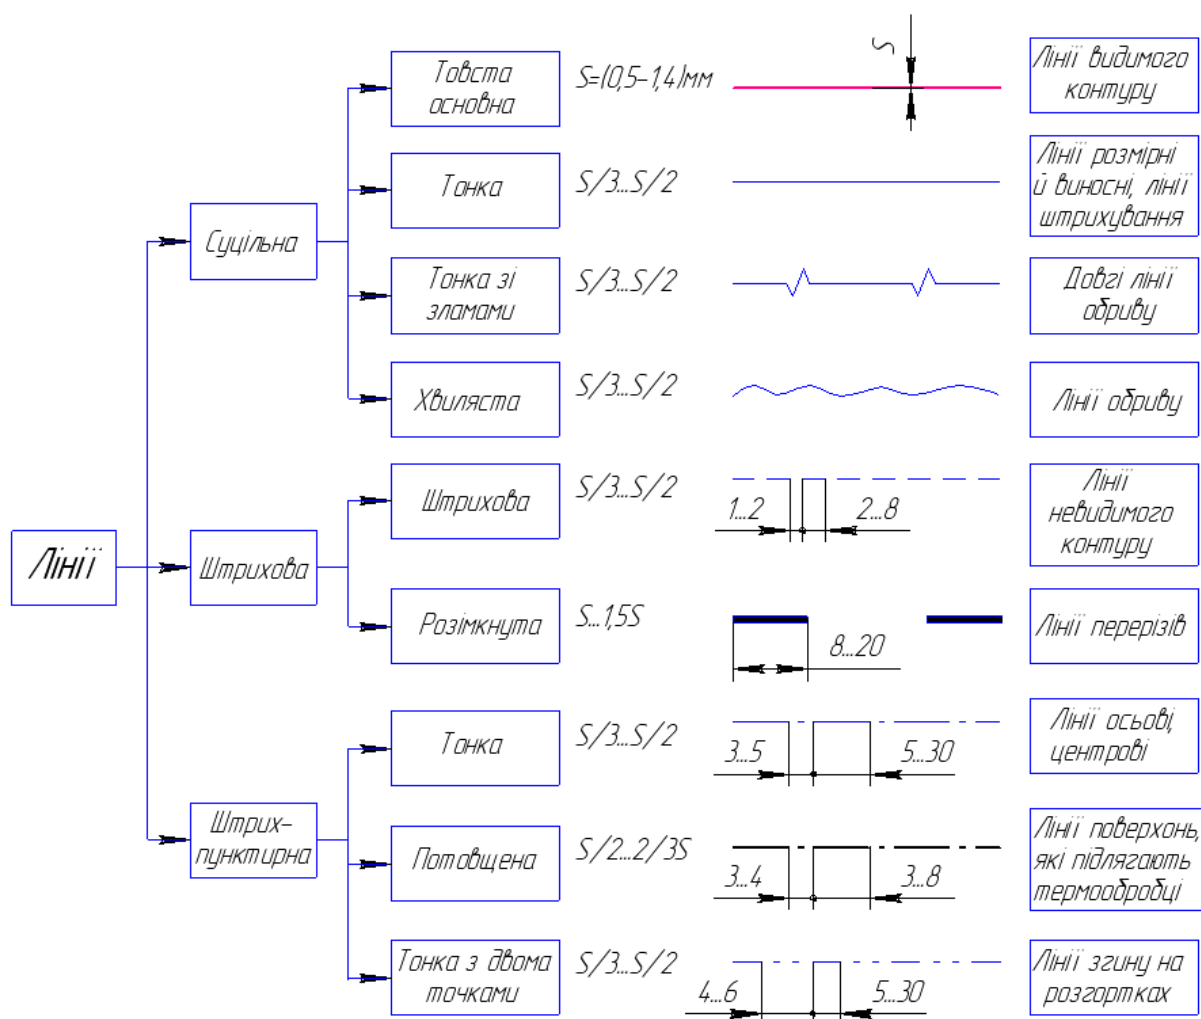 Лінії
Суцільна
Товста
основна
S=(0,5-1,4)мм
S
Лінії видимого
контуру
Тонка
S/3...S/2
Лінії розмірні
й виносні, лінії
штрихування
Тонка зі
зламами
S/3...S/2
Довгі лінії
обриву
Хвиляста
S/3...S/2
Лінії обриву
Штрихова
Штрихова
S/3...S/2
1...2
2...8
Лінії
невидимого
контуру
Розімкнута
S...1,5S
8...20
Лінії перерізів
Штрих-
пунктирна
Тонка
S/3...S/2
3...5
5...30
Лінії осьові,
центрові
Потовщена
S/2...2/3S
3...4
3...8
Лінії поверхонь,
які підлягають
термообробці
Тонка з двома
точками
S/3...S/2
4...6
5...30
Лінії згину на
розгортках